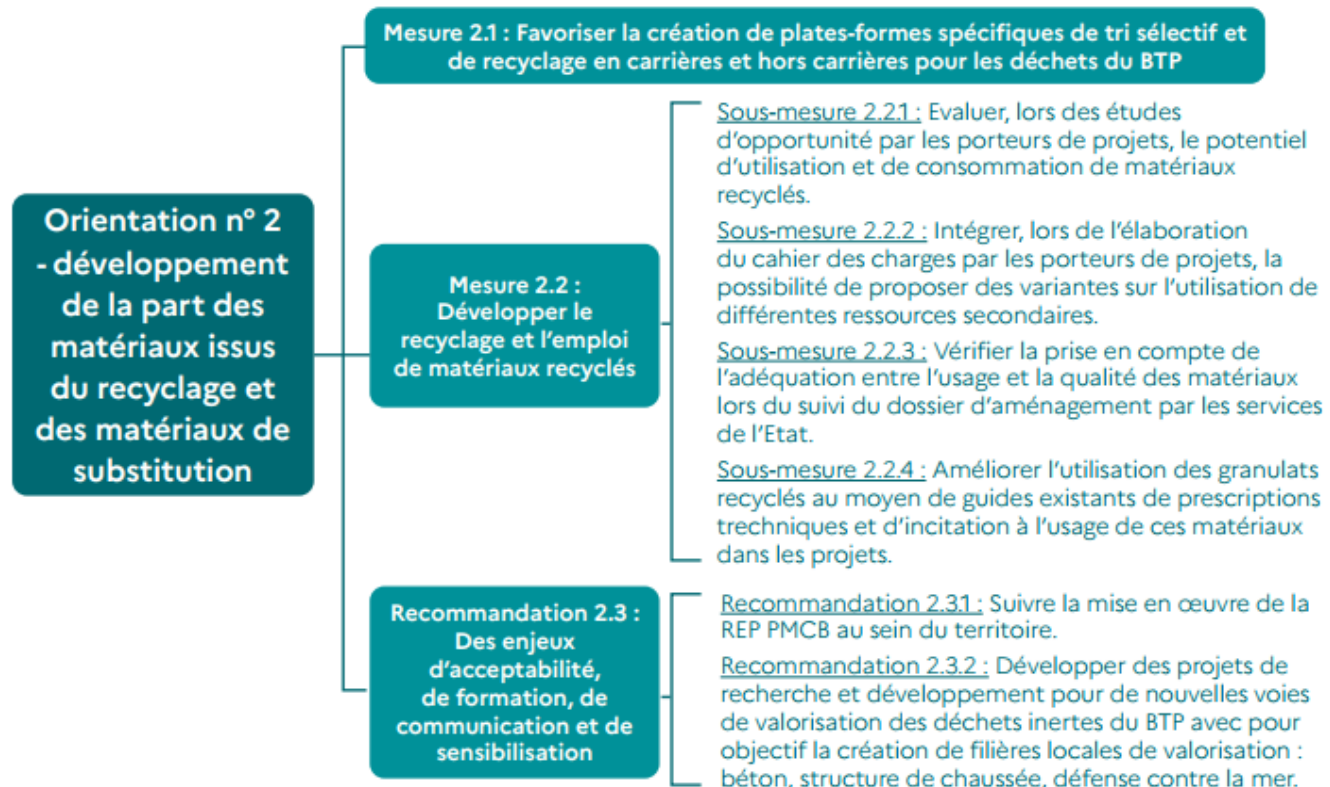 Mesure 2.1 : Favoriser la création de plates-formes spécifiques de tri sélectif et
de recyclage en carrières et hors carrières pour les déchets du BTP
Orientation n° 2
- développement
de la part des
matériaux issus
du recyclage et
des matériaux de
substitution
Mesure 2.2 :
Développer le
recyclage et l'emploi
de matériaux recyclés
Sous-mesure 2.2.1 : Evaluer, lors des études
d'opportunité par les porteurs de projets, le potentiel
d'utilisation et de consommation de matériaux
recyclés.
Sous-mesure 2.2.2 : Intégrer, lors de l'élaboration
du cahier des charges par les porteurs de projets, la
possibilité de proposer des variantes sur l'utilisation de
différentes ressources secondaires.
Sous-mesure 2.2.3 : Vérifier la prise en compte de
l'adéquation entre l'usage et la qualité des matériaux
lors du suivi du dossier d'aménagement par les services
de l'Etat.
Sous-mesure 2.2.4 : Améliorer l'utilisation des granulats
recyclés au moyen de guides existants de prescriptions
trechniques et d'incitation à l'usage de ces matériaux
dans les projets.
Recommandation 2.3 :
Des enjeux
d'acceptabilité,
de formation, de
communication et de
sensibilisation
Recommandation 2.3.1 : Suivre la mise en œuvre de la
REP PMCB au sein du territoire.
Recommandation 2.3.2 : Développer des projets de
recherche et développement pour de nouvelles voies
de valorisation des déchets inertes du BTP avec pour
objectif la création de filières locales de valorisation :
béton, structure de chaussée, défense contre la mer.